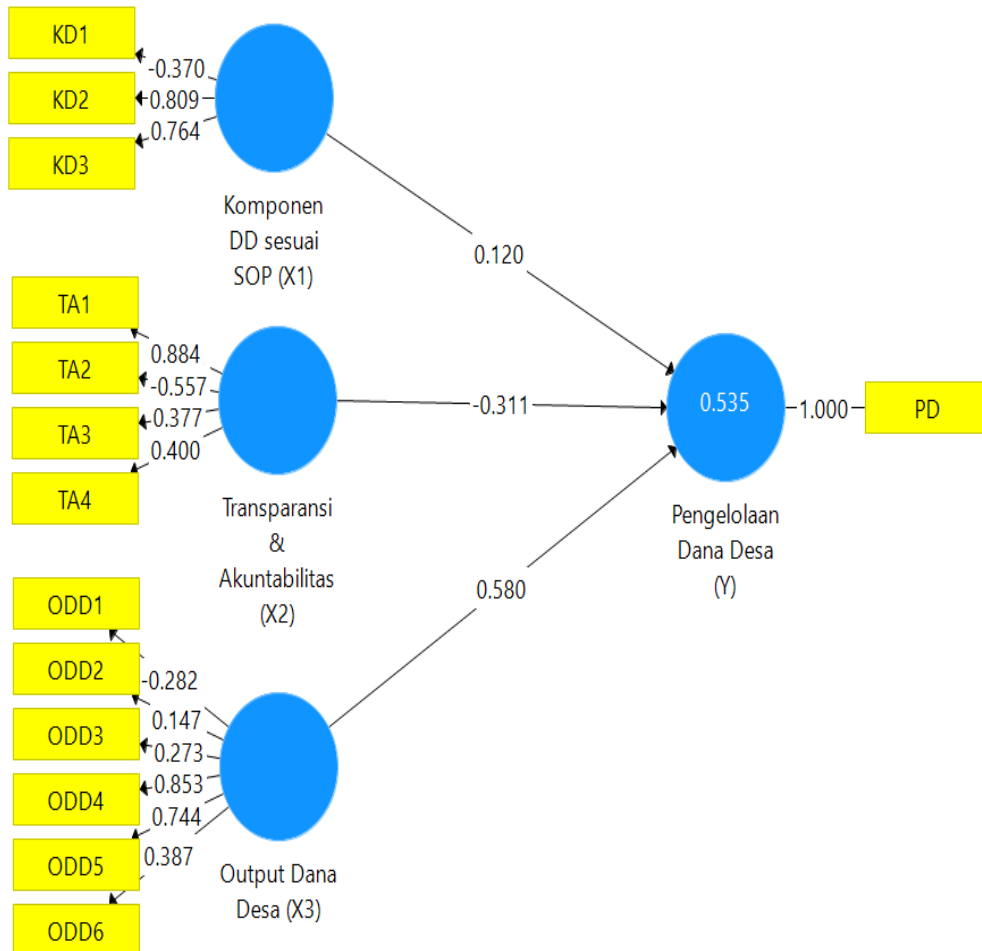 KD1
KD2
KD3
-0.370
0.809
0.764
Komponen
DD sesuai
SOP (X1)
0.120
TA1
TA2
TA3
TA4
0.884
-0.557
0.377
0.400
Transparansi
&
Akuntabilitas
(X2)
-0.311
0.535
1.000
PD
Pengelolaan
Dana Desa
(Y)
0.580
ODD1
ODD2
ODD3
ODD4
ODD5
ODD6
-0.282
0.147
0.273
0.853
0.744
0.387
Output Dana
Desa (X3)